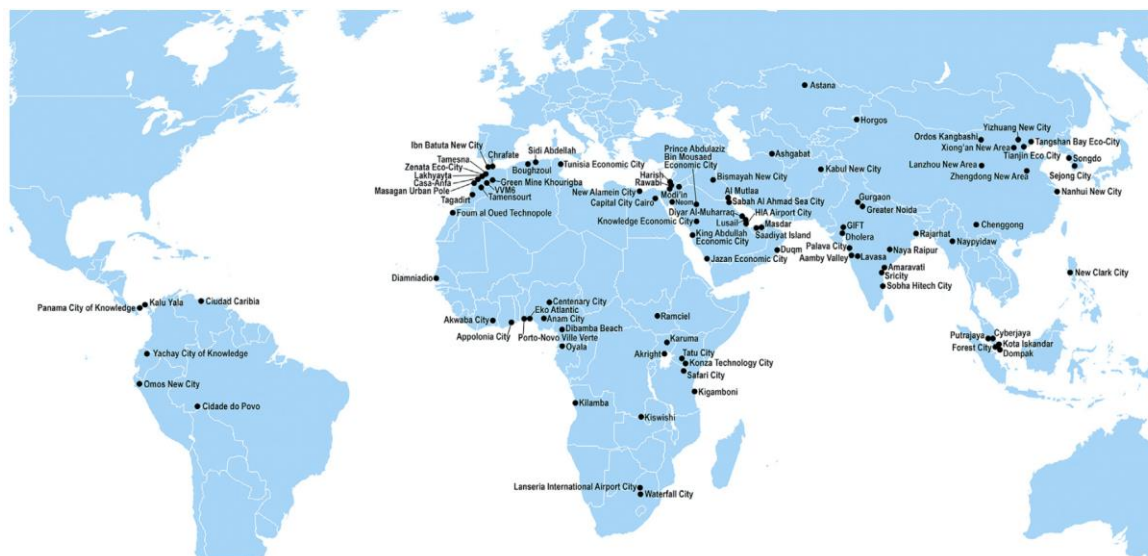 Astana
Horgos
Ordos Kangbashi
Yizhuang New City
Xiong'an New Area
Tangshan Bay Eco-City
Tianjin Eco City
Songdo
Lanzhou New Area
Zhengdong New Area
Sejong City
Nanhui New City
Ibn Batuta New City
Chrafate
Sidi Abdellah
Tamesna
Boughzoul
Tunisia Economic City
Zenata Eco-City
Lakhyayta
Casa-Anfa
Green Mine Khourigba
Masagan Urban Pole
VVM6
Tamensourt
Tagadirt
Foum al Oued Technopole
Prince Abdulaziz
Bin Mousaed
Economic City
Harish
Rawabi
Modi'in
New Alamein City
Capital City Cairo
Neom
Ashgabat
Kabul New City
Bismayah New City
Al Mutlaa
Sabah Al Ahmad Sea City
Diyar Al-Muharraq
HIA Airport City
Knowledge Economic City
Lusail
Masdar
Saadiyat Island
King Abdullah
Economic City
Duqm
Jazan Economic City
Gurgaon
Greater Noida
GIFT
Dholera
Rajarhat
Palava City
Naya Raipur
Aamby Valley
Lavasa
Amaravati
Sricity
Sobha Hitech City
Chenggong
Naypyidaw
New Clark City
Diamniadio
Panama City of Knowledge
Kalu Yala
Ciudad Caribia
Yachay City of Knowledge
Omos New City
Cidade do Povo
Centenary City
Eko Atlantic
Akwaba City
Anam City
Appolonia City
Porto-Novo Ville Verte
Dibamba Beach
Oyala
Ramciel
Karuma
Akright
Tatu City
Konza Technology City
Safari City
Kigamboni
Kilamba
Kiswishi
Lanseria International Airport City
Waterfall City
Putrajaya
Cyberjaya
Forest City
Kota Iskandar
Dompak